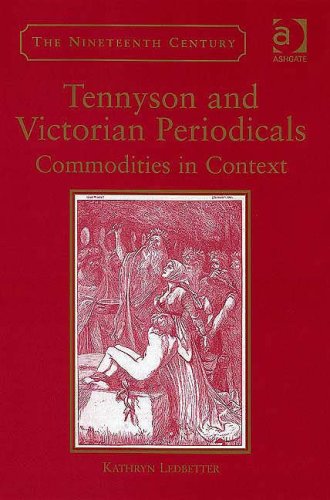 THE NINETEENTH CENTURY
a
ASHGATE
Tennyson and
Victorian Periodicals
Commodities in Context
KATHRYN LEDBETTER